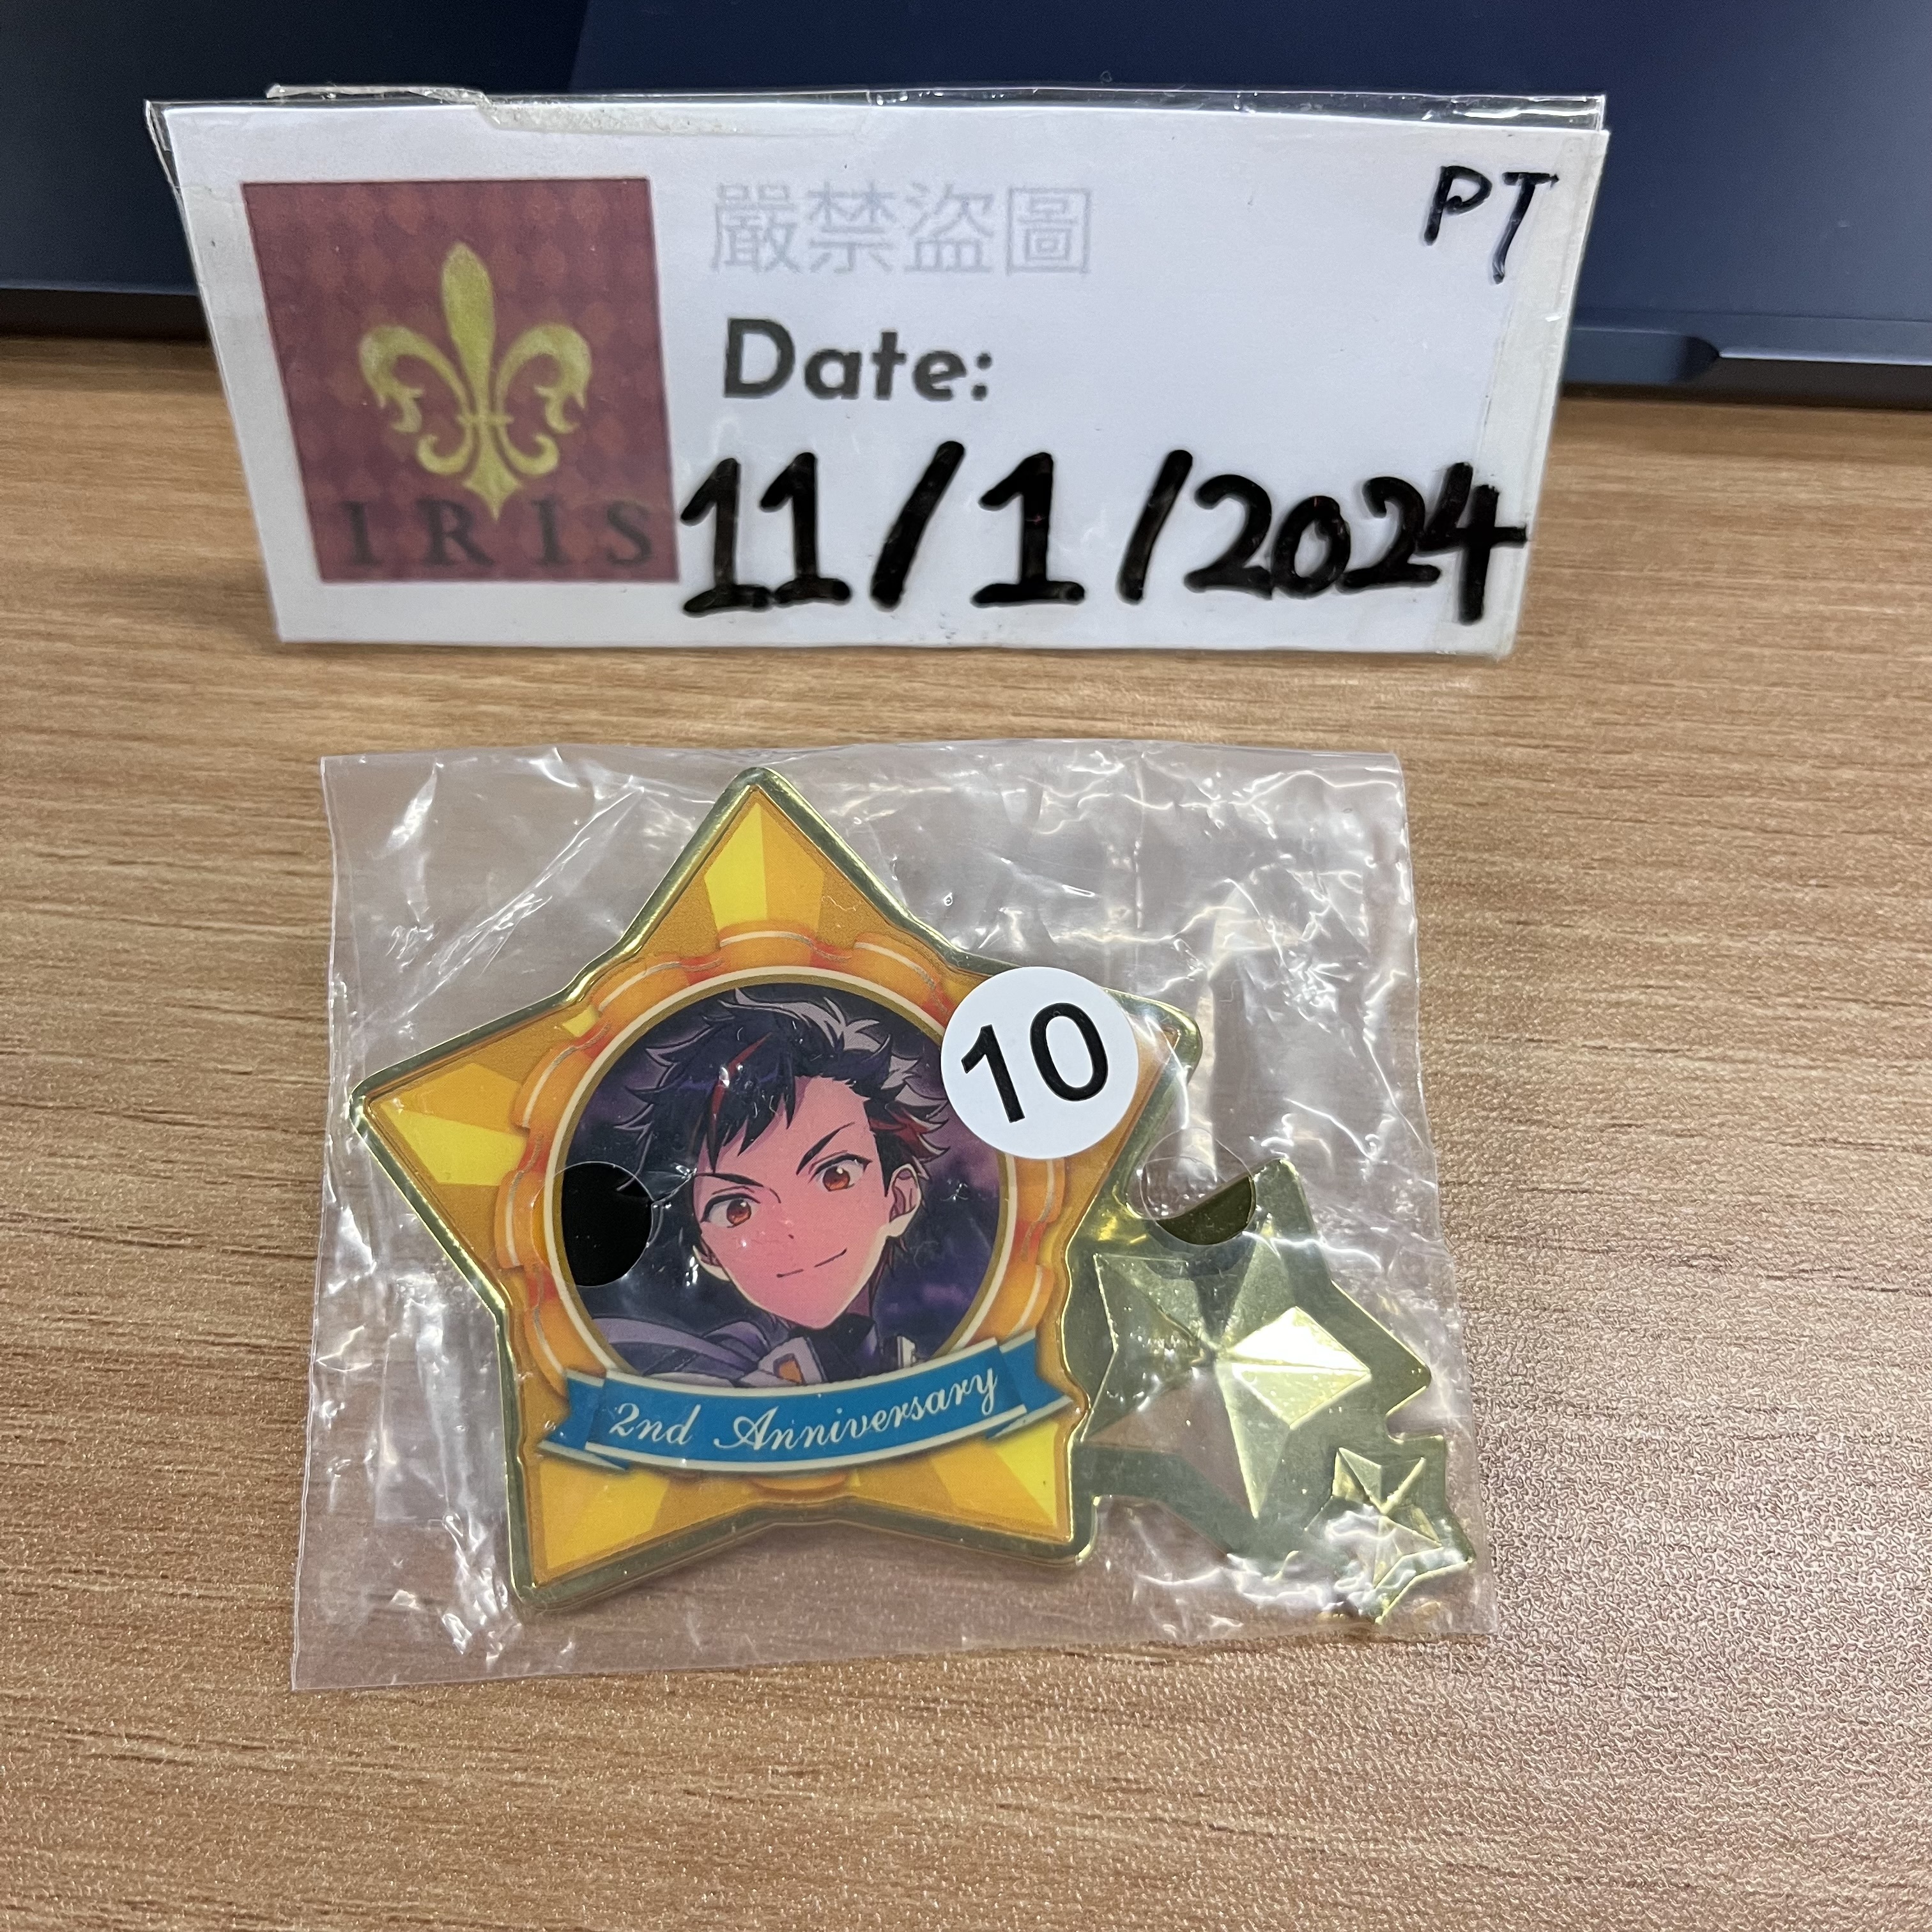 嚴禁盜圖
PT
Date:
11/1/2024
IRIS
10
2nd Anniversary